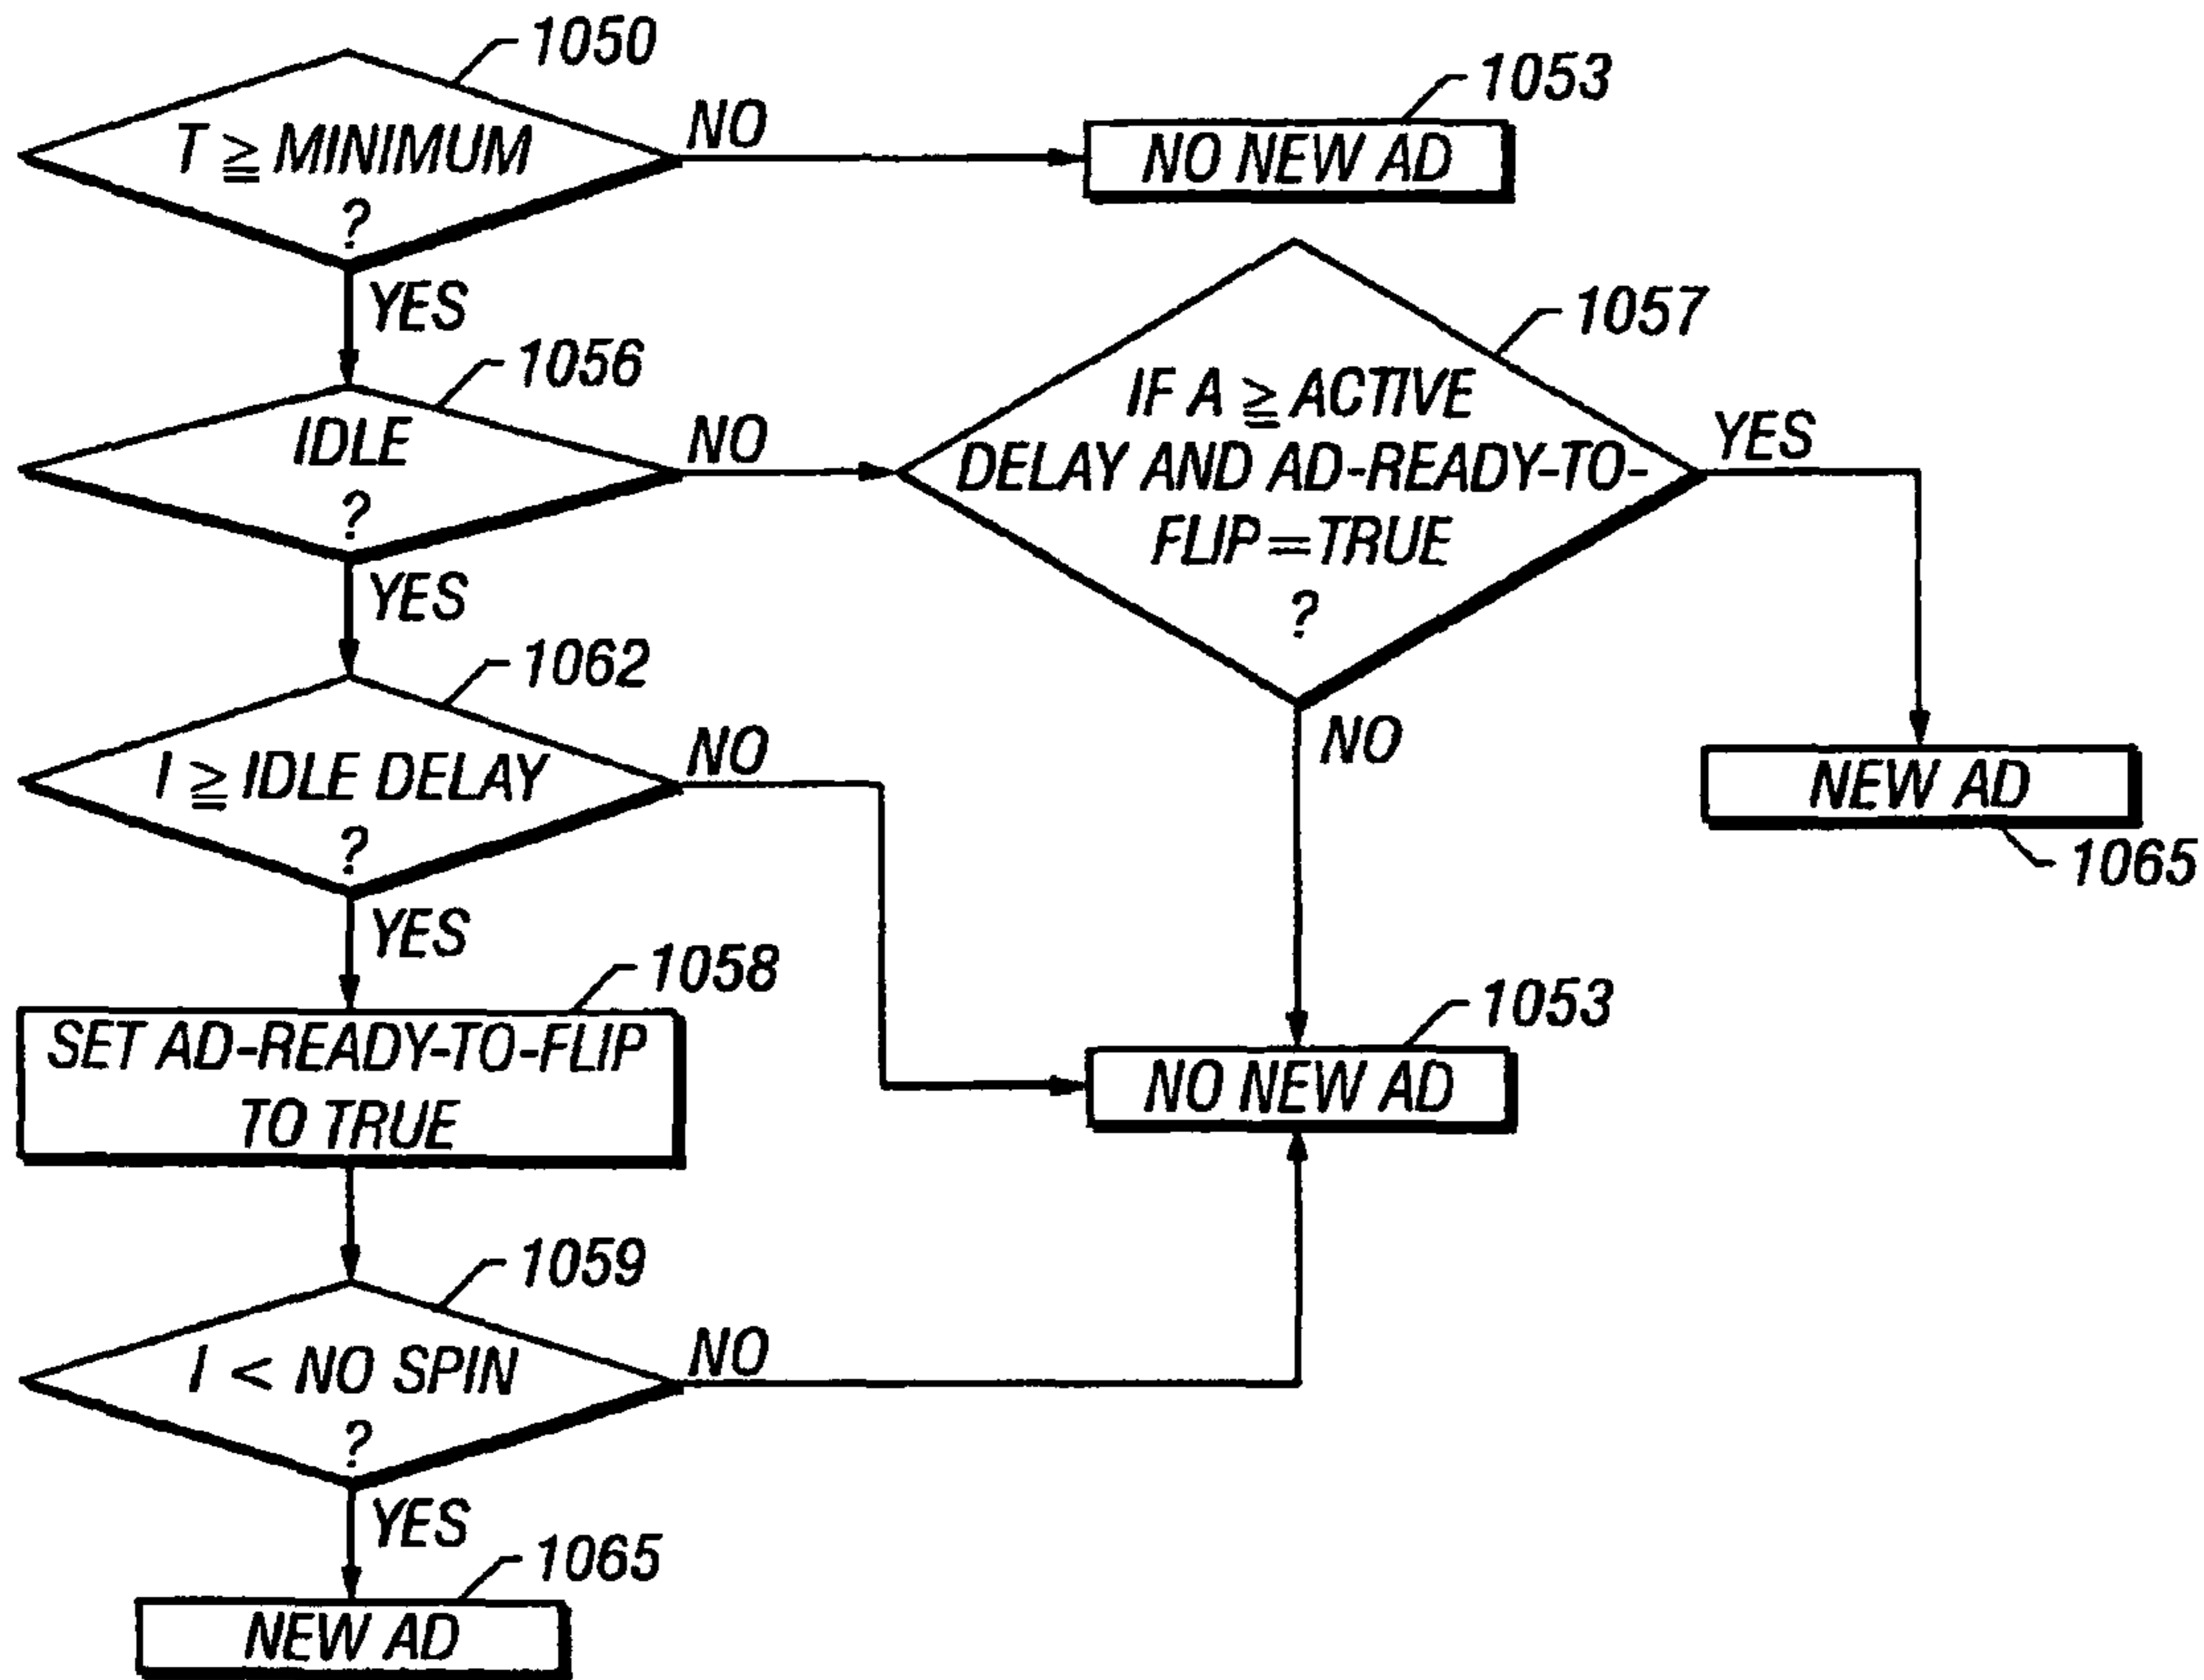 1050
T ≧ MINIMUM
?
NO
1053
NO NEW AD
YES
1056
IDLE
?
NO
1057
IF A ≧ ACTIVE
DELAY AND AD-READY-TO-
FLIP=TRUE
?
YES
NEW AD
1065
NO
YES
1062
I ≧ IDLE DELAY
?
NO
YES
1058
SET AD-READY-TO-FLIP
TO TRUE
1053
NO NEW AD
1059
I < NO SPIN
?
NO
YES
1065
NEW AD